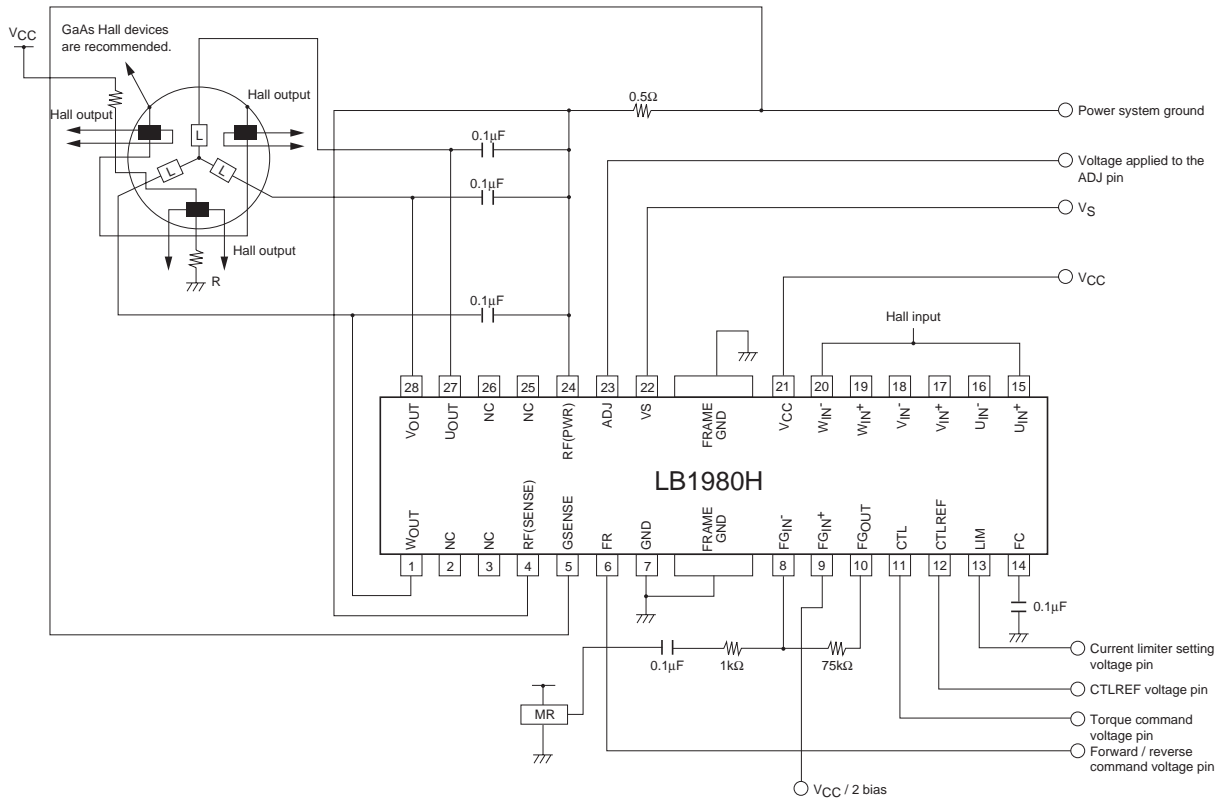 GaAs Hall devices
are recommended.
VCC
Hall output
Hall output
Hall output
L
L
L
R
0.5Ω
0.1μF
0.1μF
0.1μF
Power system ground
Voltage applied to the
ADJ pin
VS
VCC
Hall input
28 27 26 25 24 23 22 21 20 19 18 17 16 15
VOUT UOUT NC NC RF(PWR) ADJ VS FRAME GND VCC WIN- WIN+ VIN- VIN+ UIN- UIN+
LB1980H
WOUT NC NC RF(SENSE) GSENSE FR GND FRAME GND FGIN- FGIN+ FGOUT CTL CTLREF LIM FC
1 2 3 4 5 6 7 8 9 10 11 12 13 14
0.1μF
0.1μF
1kΩ
75kΩ
MR
Current limiter setting
voltage pin
CTLREF voltage pin
Torque command
voltage pin
Forward / reverse
command voltage pin
VCC / 2 bias